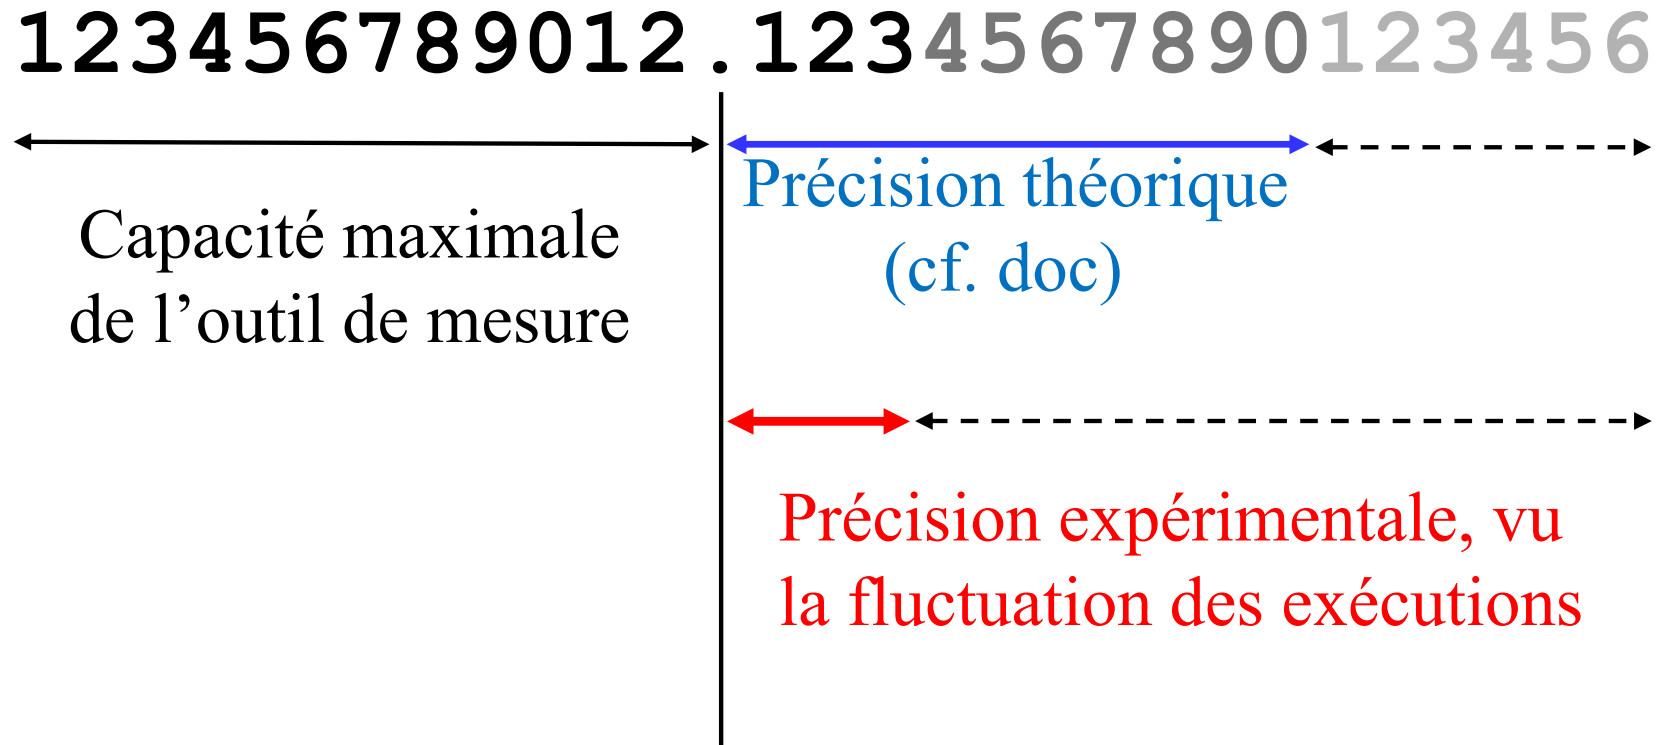 123456789012.1234567890123456
Précision théorique
(cf. doc)
Capacité maximale
de l’outil de mesure
Précision expérimentale, vu
la fluctuation des exécutions